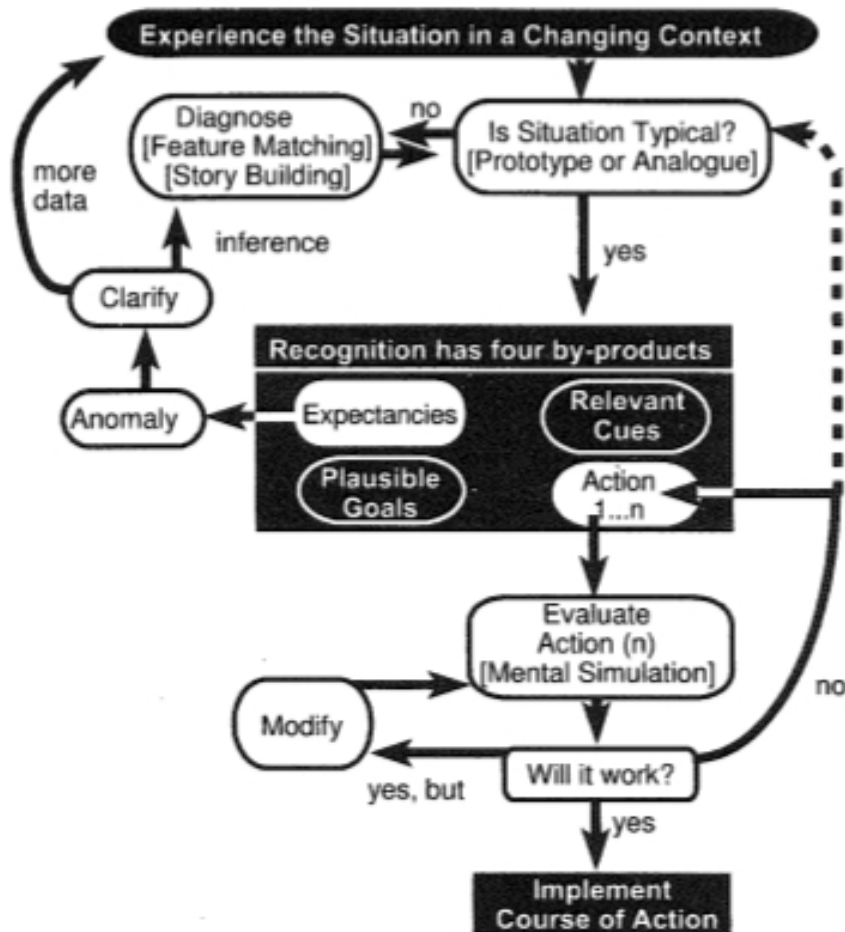 Experience the Situation in a Changing Context
Diagnose
[Feature Matching]
[Story Building]
no
Is Situation Typical?
[Prototype or Analogue]
more
data
inference
yes
Clarify
Recognition has four by-products
Anomaly
Expectancies
Relevant
Cues
Plausible
Goals
Action
1...n
Evaluate
Action (n)
[Mental Simulation]
no
Modify
Will it work?
yes, but
yes
Implement
Course of Action